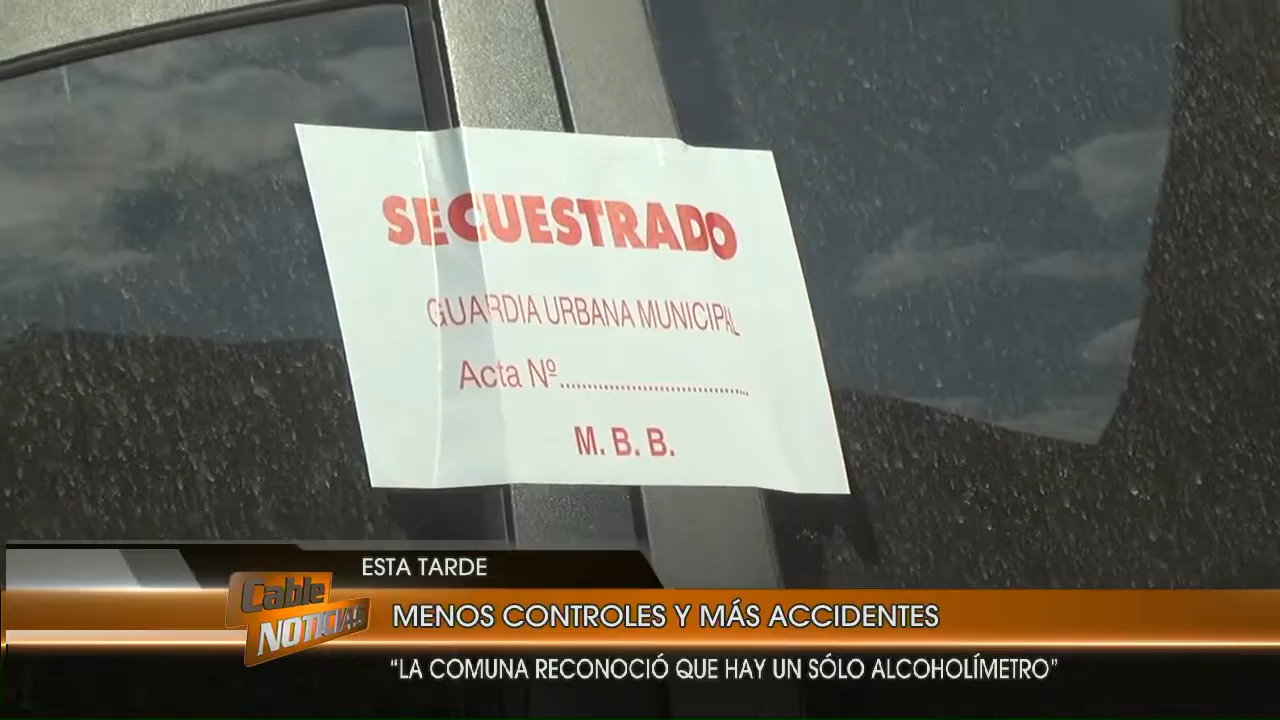 SECUESTRADO
GUARDIA URBANA MUNICIPAL
Acta Nº..............................
M. B. B.
ESTA TARDE
Cable
NOTICIAS
MENOS CONTROLES Y MÁS ACCIDENTES
“LA COMUNA RECONOCIÓ QUE HAY UN SÓLO ALCOHOLÍMETRO”